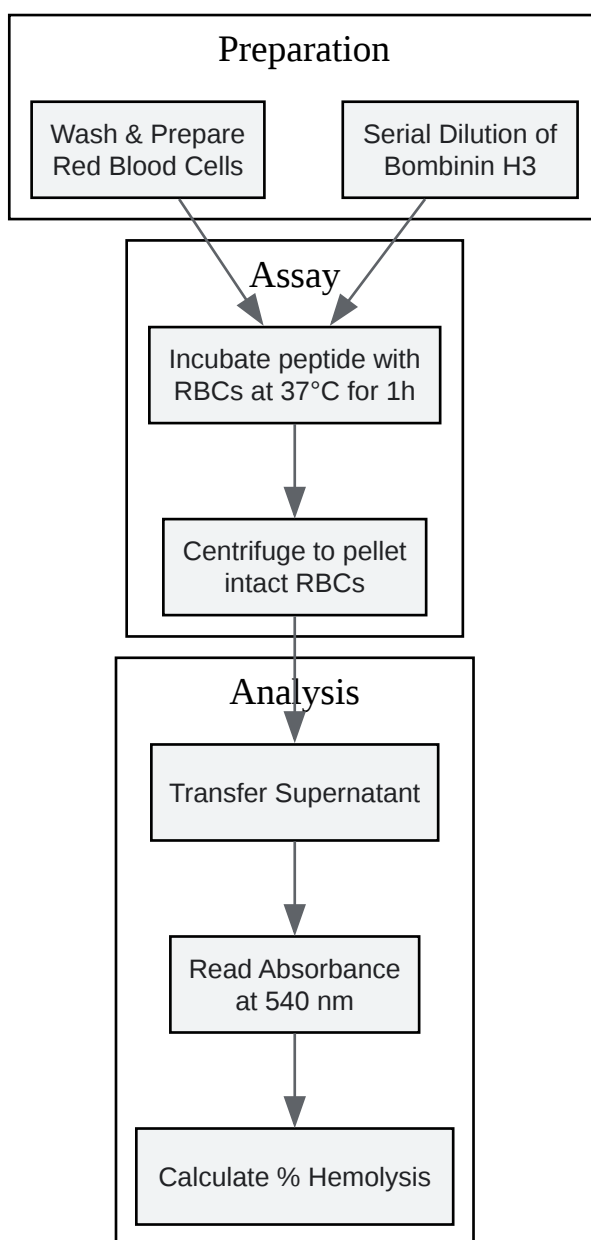 Preparation
Wash & Prepare
Red Blood Cells
Serial Dilution of
Bombinin H3
Assay
Incubate peptide with
RBCs at 37°C for 1h
Centrifuge to pellet
intact RBCs
Analysis
Transfer Supernatant
Read Absorbance
at 540 nm
Calculate % Hemolysis